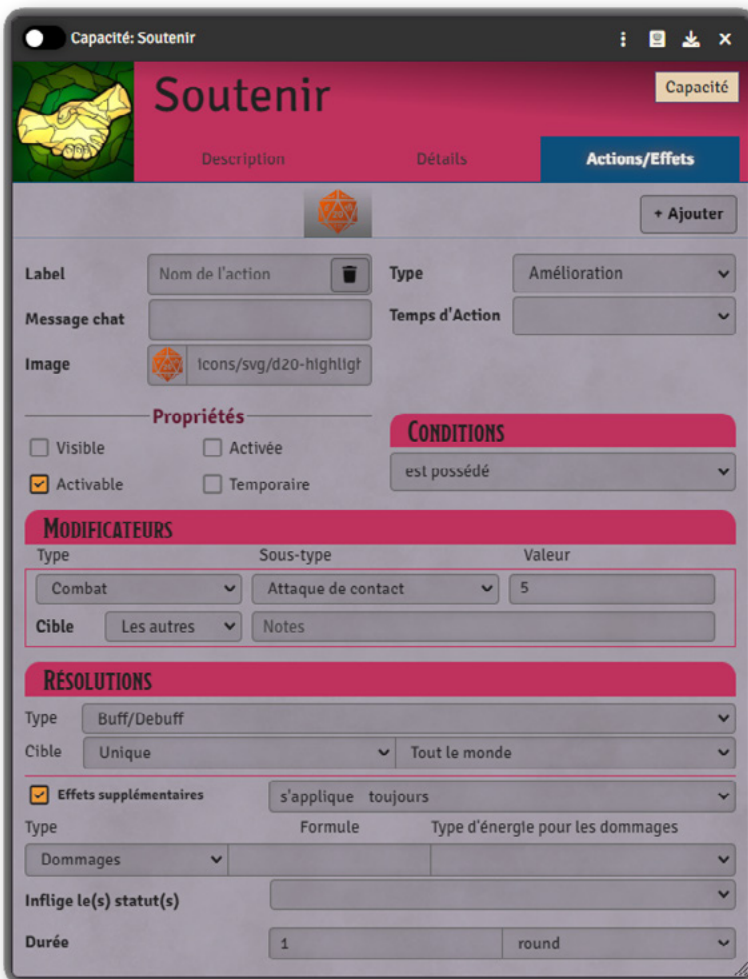 Capacité: Soutenir
Soutenir
Capacité
Description Détails Actions/Effets
+ Ajouter
Label Nom de l'action Type Amélioration
Message chat Temps d'Action
Image icons/svg/d20-highligh
Propriétés
CONDITIONS
Visible Activée
est possédé
Activable Temporaire
MODIFICATEURS
Type Sous-type Valeur
Combat Attaque de contact 5
Cible Les autres Notes
RÉSOLUTIONS
Type Buff/Debuff
Cible Unique Tout le monde
Effets supplémentaires s'applique toujours
Type Formule Type d'énergie pour les dommages
Dommages
Inflige le(s) statut(s)
Durée 1 round